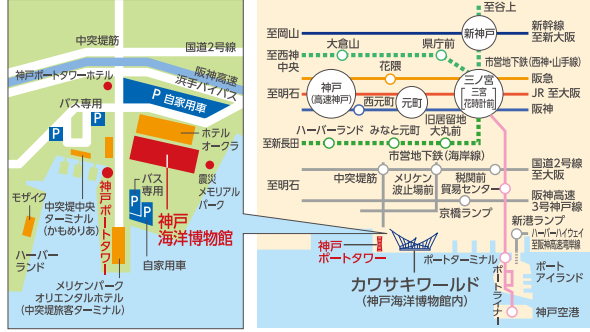 中突堤筋
国道2号線
阪神高速
浜手バイパス
神戸ポートタワーホテル
P 自家用車
バス専用
P
P
ホテル
オークラ
震災
メモリアル
パーク
バス
専用
P
P
神戸
海洋博物館
自家用車
モザイク
中突堤中央
ターミナル
(かもめりあ)
神戸ポートタワー
ハーバー
ランド
メリケンパーク
オリエンタルホテル
(中突堤旅客ターミナル)
至谷上
至岡山
新神戸
新幹線
至新大阪
至西神
中央
大倉山
県庁前
市営地下鉄(西神・山手線)
花隈
三ノ宮
三宮
花時計前
阪急
至明石
神戸
(高速神戸)
西元町
元町
JR 至大阪
阪神
旧居留地
大丸前
ハーバーランド
みなと元町
至新長田
市営地下鉄(海岸線)
中突堤筋
メリケン
波止場前
税関前
貿易センター
国道2号線
至大阪
至明石
阪神高速
3号神戸線
京橋ランプ
新港ランプ
ハーバーハイウェイ
至阪神高速湾岸線
神戸
ポートタワー
カワサキワールド
(神戸海洋博物館内)
ポートターミナル
ポートライナー
ポート
アイランド
神戸空港